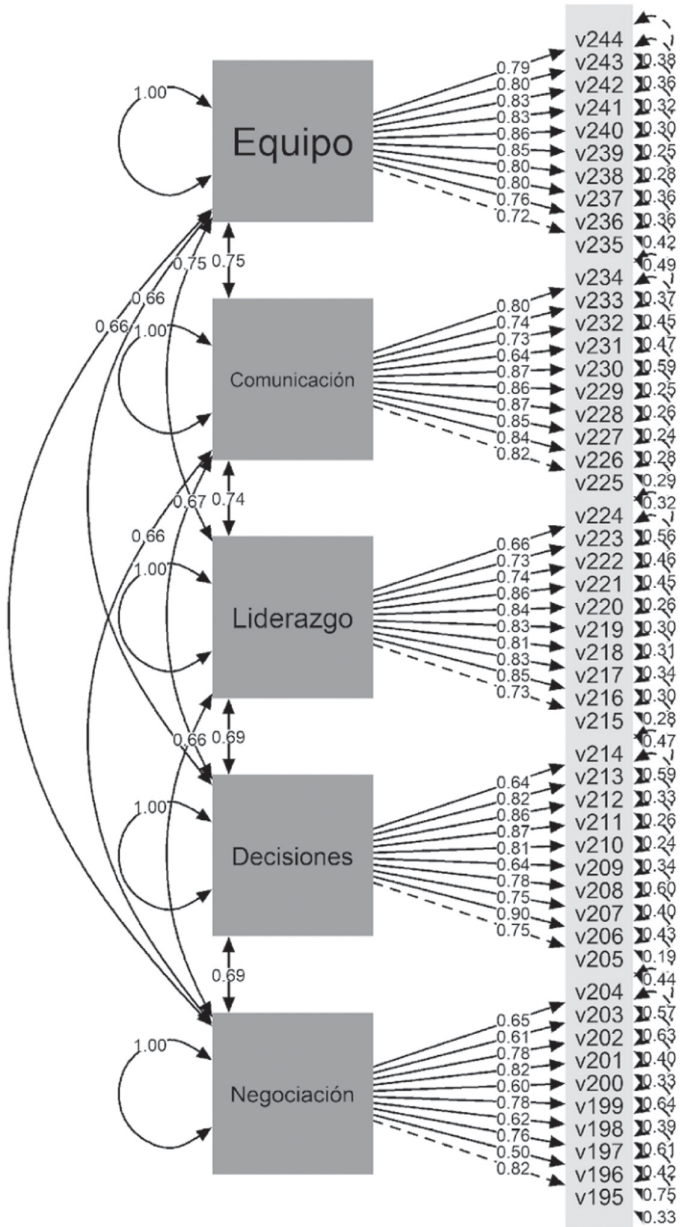 1.00
Equipo
0.79
0.80
0.83
0.83
0.86
0.85
0.80
0.80
0.76
0.72
v244
v243
v242
v241
v240
v239
v238
v237
v236
v235
0.38
0.36
0.32
0.30
0.25
0.28
0.36
0.36
0.42
0.49
0.75
0.75
0.66
0.66
1.00
Comunicación
0.80
0.74
0.73
0.64
0.87
0.86
0.87
0.85
0.84
0.82
v234
v233
v232
v231
v230
v229
v228
v227
v226
v225
0.37
0.45
0.47
0.59
0.25
0.26
0.24
0.28
0.29
0.32
0.67
0.74
0.66
1.00
Liderazgo
0.66
0.73
0.74
0.86
0.84
0.83
0.81
0.83
0.85
0.73
v224
v223
v222
v221
v220
v219
v218
v217
v216
v215
0.56
0.46
0.45
0.26
0.30
0.31
0.34
0.30
0.28
0.47
0.66
0.69
1.00
Decisiones
0.64
0.82
0.86
0.87
0.81
0.64
0.78
0.75
0.90
0.75
v214
v213
v212
v211
v210
v209
v208
v207
v206
v205
0.59
0.33
0.26
0.24
0.34
0.60
0.40
0.43
0.19
0.44
0.69
1.00
Negociación
0.65
0.61
0.78
0.82
0.60
0.78
0.62
0.76
0.50
0.82
v204
v203
v202
v201
v200
v199
v198
v197
v196
v195
0.57
0.63
0.40
0.33
0.64
0.39
0.61
0.42
0.75
0.33